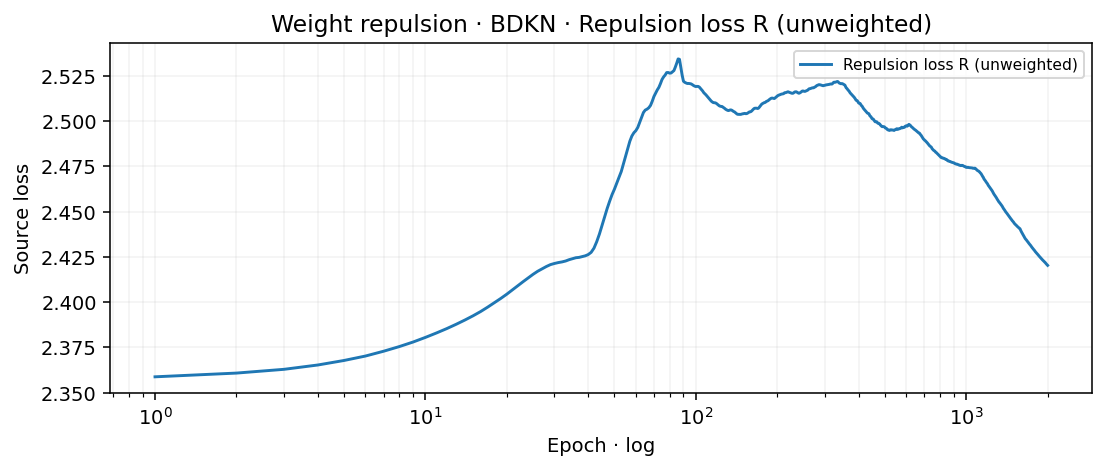 Weight repulsion · BDKN · Repulsion loss R (unweighted)
Repulsion loss R (unweighted)
Source loss
2.525
2.500
2.475
2.450
2.425
2.400
2.375
2.350
10⁰ 10¹ 10² 10³
Epoch · log